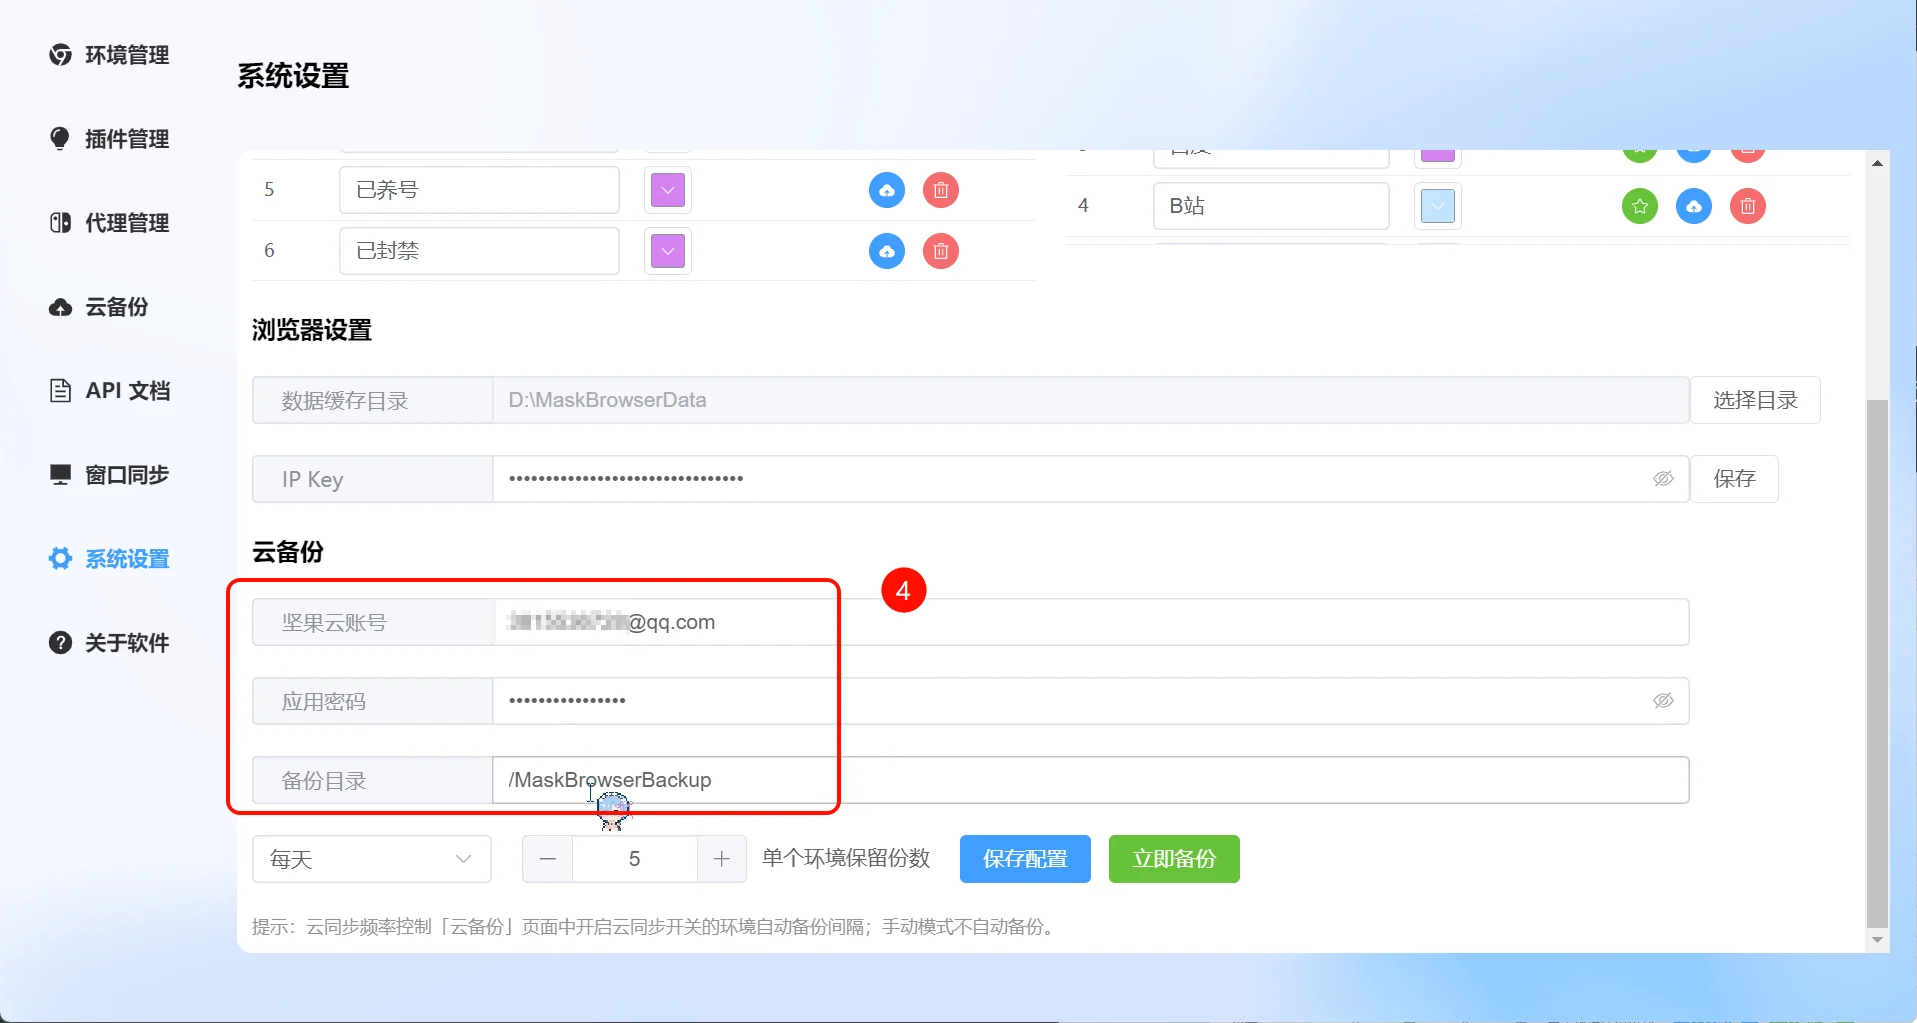 环境管理
插件管理
代理管理
云备份
API 文档
窗口同步
系统设置
关于软件
系统设置
5
已养号
6
已封禁
4
B站
浏览器设置
数据缓存目录
D:\MaskBrowserData
选择目录
IP Key
••••••••••••••••••••••••••••••••
保存
云备份
4
坚果云账号
@qq.com
应用密码
••••••••••••••••
备份目录
/MaskBrowserBackup
每天
5
单个环境保留份数
保存配置
立即备份
提示：云同步频率控制「云备份」页面中开启云同步开关的环境自动备份间隔；手动模式不自动备份。